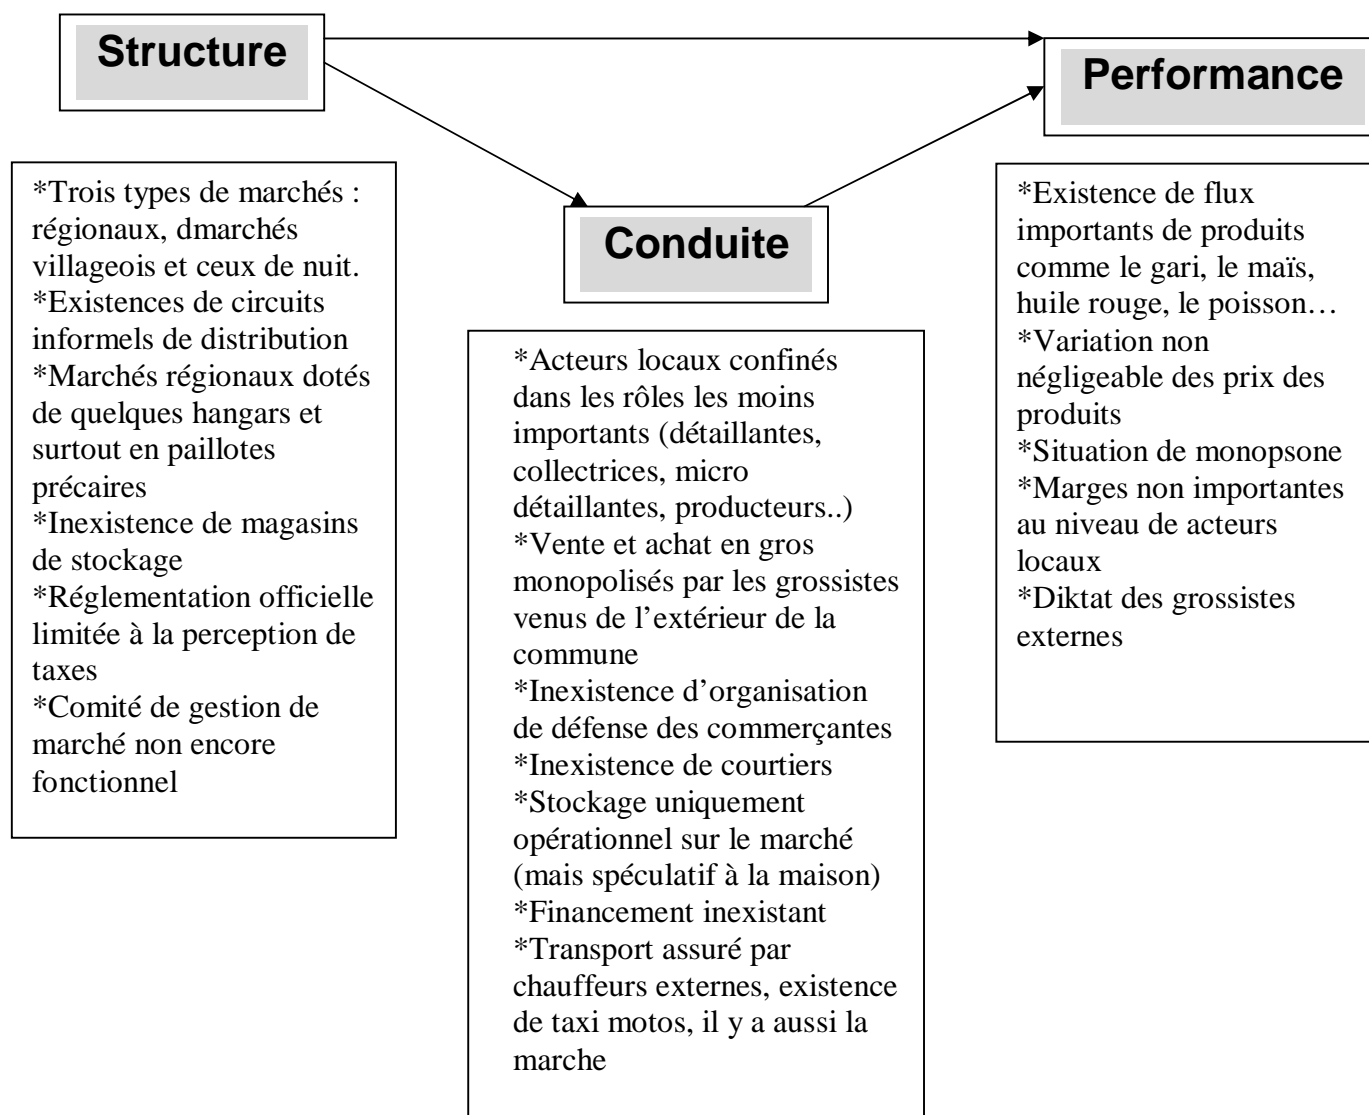 Structure
Performance
Conduite
*Trois types de marchés :
régionaux, dmarchés
villageois et ceux de nuit.
*Existences de circuits
informels de distribution
*Marchés régionaux dotés
de quelques hangars et
surtout en paillotes
précaires
*Inexistence de magasins
de stockage
*Réglementation officielle
limitée à la perception de
taxes
*Comité de gestion de
marché non encore
fonctionnel
*Acteurs locaux confinés
dans les rôles les moins
importants (détaillantes,
collectrices, micro
détaillantes, producteurs..)
*Vente et achat en gros
monopolisés par les grossistes
venus de l’extérieur de la
commune
*Inexistence d’organisation
de défense des commerçantes
*Inexistence de courtiers
*Stockage uniquement
opérationnel sur le marché
(mais spéculatif à la maison)
*Financement inexistant
*Transport assuré par
chauffeurs externes, existence
de taxi motos, il y a aussi la
marche
*Existence de flux
importants de produits
comme le gari, le maïs,
huile rouge, le poisson…
*Variation non
négligeable des prix des
produits
*Situation de monopsone
*Marges non importantes
au niveau de acteurs
locaux
*Diktat des grossistes
externes